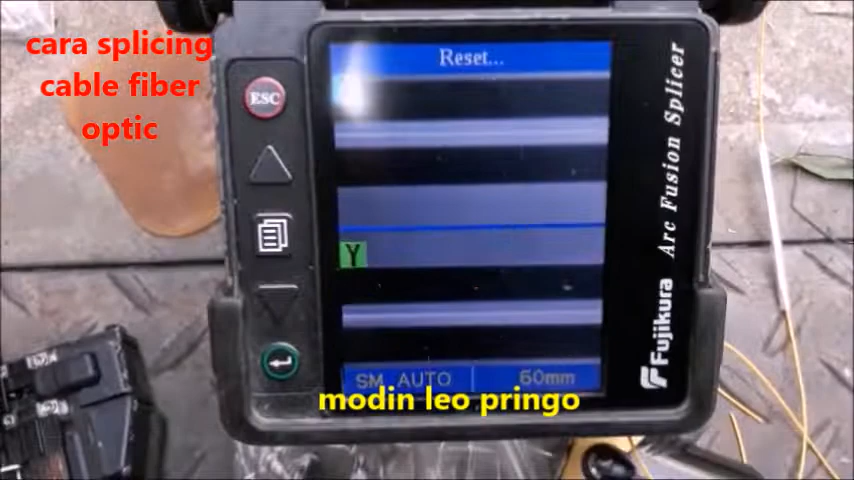 cara splicing
cable fiber
optic
Reset...
ESC
Y
SM AUTO
60mm
modin leo pringo
Fujikura
Arc Fusion Splicer